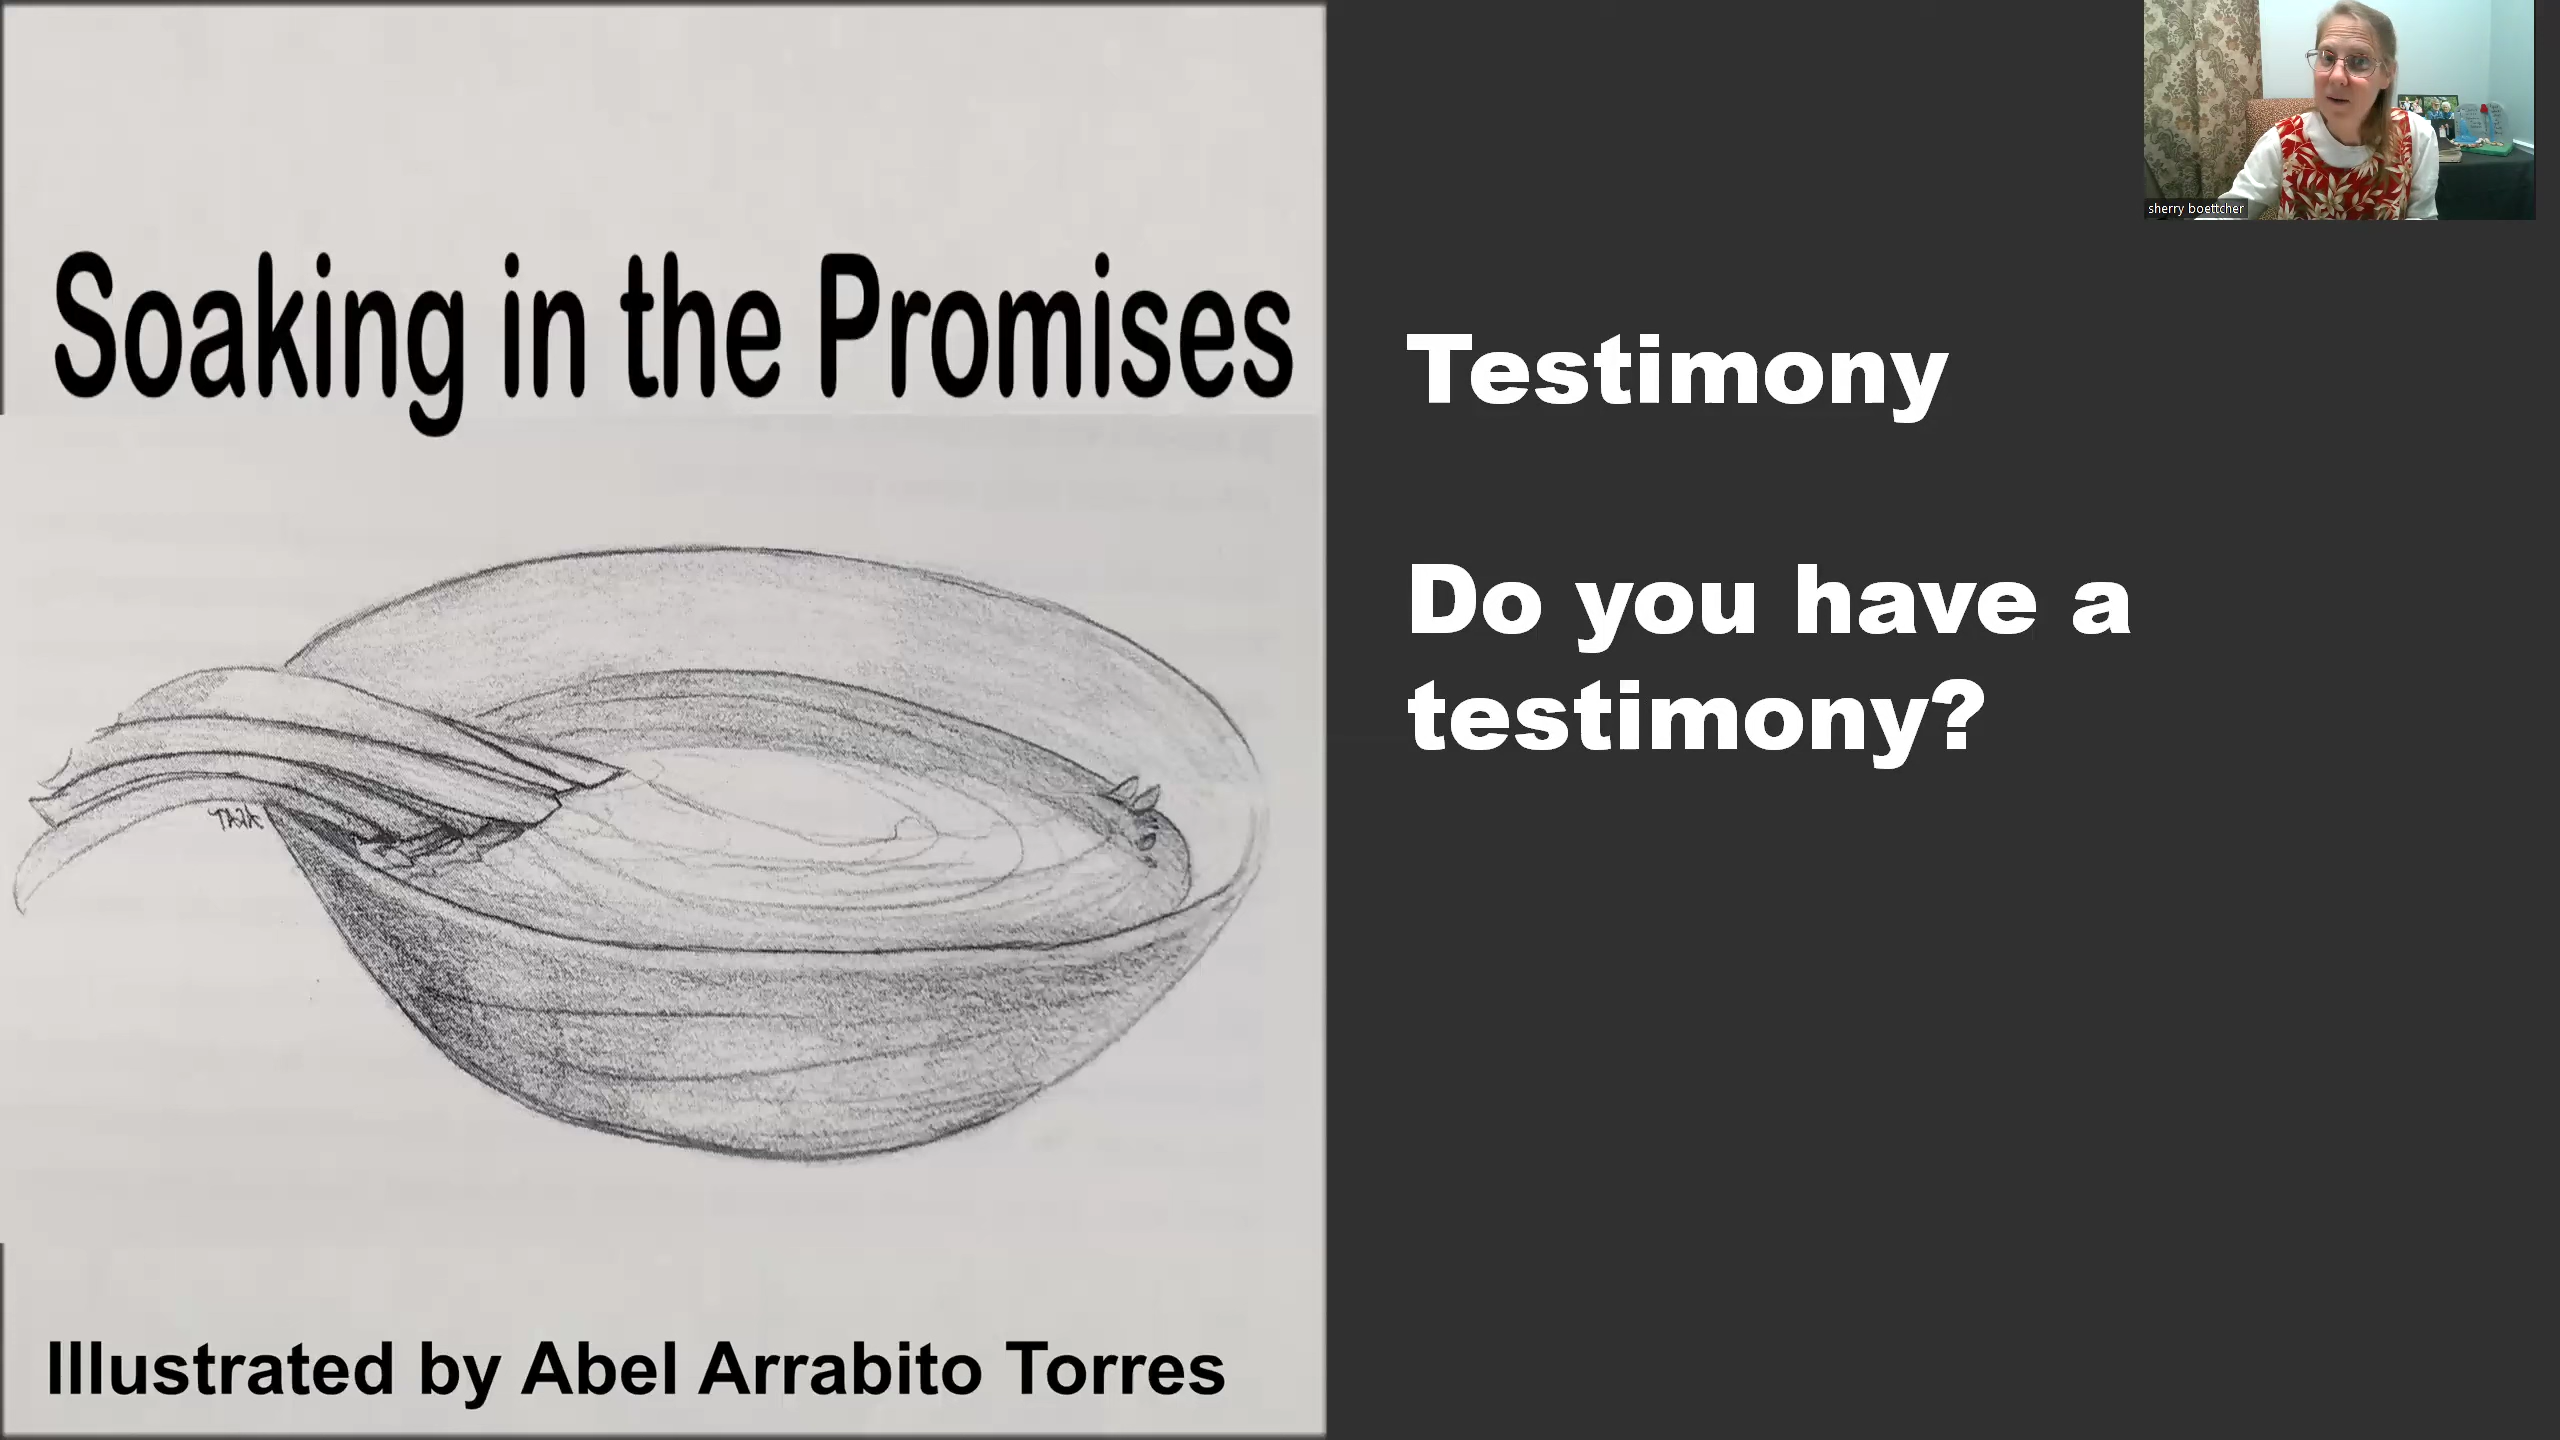 Soaking in the Promises
Illustrated by Abel Arrabito Torres
Testimony
Do you have a
testimony?
sherry boettcher